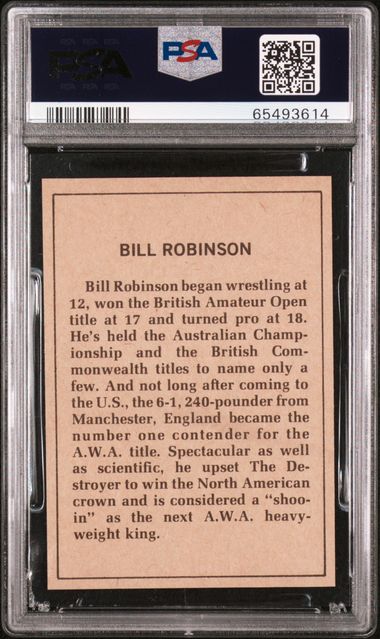 PSA
PSA
65493614
BILL ROBINSON
Bill Robinson began wrestling at
12, won the British Amateur Open
title at 17 and turned pro at 18.
He's held the Australian Champ-
ionship and the British Com-
monwealth titles to name only a
few. And not long after coming to
the U.S., the 6-1, 240-pounder from
Manchester, England became the
number one contender for the
A.W.A. title. Spectacular as well
as scientific, he upset The De-
stroyer to win the North American
crown and is considered a "shoo-
in" as the next A.W.A. heavy-
weight king.